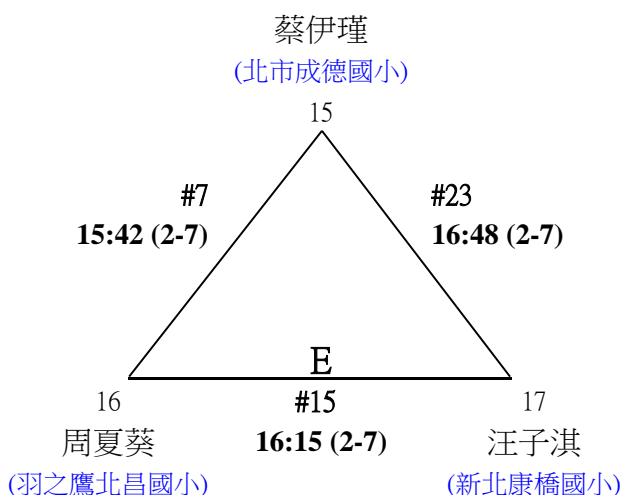 蔡伊瑾
(北市成德國小)
15
#7
#23
15:42 (2-7)
16:48 (2-7)
E
16
#15
17
周夏葵
16:15 (2-7)
汪子淇
(羽之鷹北昌國小)
(新北康橋國小)